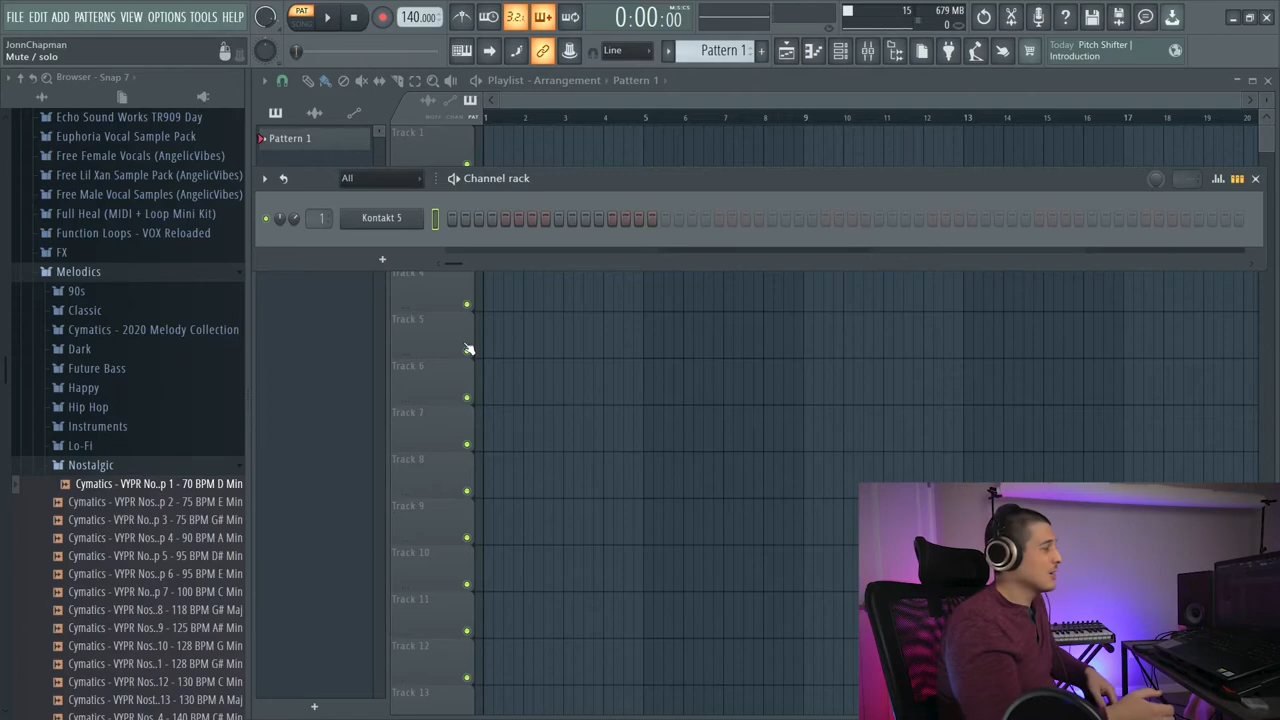 FILE EDIT ADD PATTERNS VIEW OPTIONS TOOLS HELP
PAT
SONG
140.000
3.2.
0:00:00
M:S:CS
15
679 MB
0
JonnChapman
Mute / solo
Line
Pattern 1
Today Pitch Shifter |
Introduction
Browser - Snap 7
Playlist - Arrangement › Pattern 1 ›
Echo Sound Works TR909 Day
Euphoria Vocal Sample Pack
Free Female Vocals (AngelicVibes)
Free Lil Xan Sample Pack (AngelicVibes)
Free Male Vocal Samples (AngelicVibes)
Full Heal (MIDI + Loop Mini Kit)
Function Loops - VOX Reloaded
FX
Melodics
90s
Classic
Cymatics - 2020 Melody Collection
Dark
Future Bass
Happy
Hip Hop
Instruments
Lo-Fi
Nostalgic
Cymatics - VYPR No..p 1 - 70 BPM D Min
Cymatics - VYPR Nos..p 2 - 75 BPM E Min
Cymatics - VYPR No..p 3 - 75 BPM G# Min
Cymatics - VYPR Nos..p 4 - 90 BPM A Min
Cymatics - VYPR No..p 5 - 95 BPM D# Min
Cymatics - VYPR Nos..p 6 - 95 BPM E Min
Cymatics - VYPR No..p 7 - 100 BPM C Min
Cymatics - VYPR Nos..8 - 118 BPM G# Maj
Cymatics - VYPR Nos..9 - 125 BPM A# Min
Cymatics - VYPR Nos..10 - 128 BPM G Min
Cymatics - VYPR Nos..1 - 128 BPM G# Min
Cymatics - VYPR Nos..12 - 130 BPM C Min
Cymatics - VYPR Nost..13 - 130 BPM A Maj
Pattern 1
1 2 3 4 5 6 7 8 9 10 11 12 13 14 15 16 17 18 19 20
Track 1
All
Channel rack
1
Kontakt 5
Track 4
Track 5
Track 6
Track 7
Track 8
Track 9
Track 10
Track 11
Track 12
Track 13